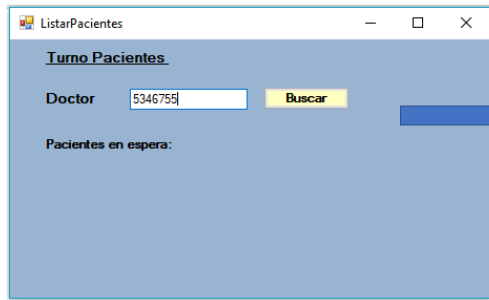 ListarPacientes
Turno Pacientes
Doctor 5346755 Buscar
Pacientes en espera: